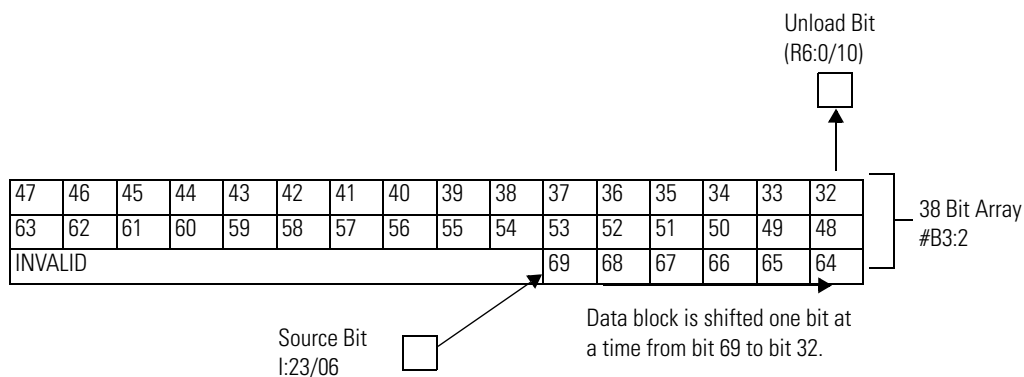 Unload Bit
(R6:0/10)
47 46 45 44 43 42 41 40 39 38 37 36 35 34 33 32
63 62 61 60 59 58 57 56 55 54 53 52 51 50 49 48
INVALID 69 68 67 66 65 64
38 Bit Array
#B3:2
Data block is shifted one bit at
a time from bit 69 to bit 32.
Source Bit
I:23/06